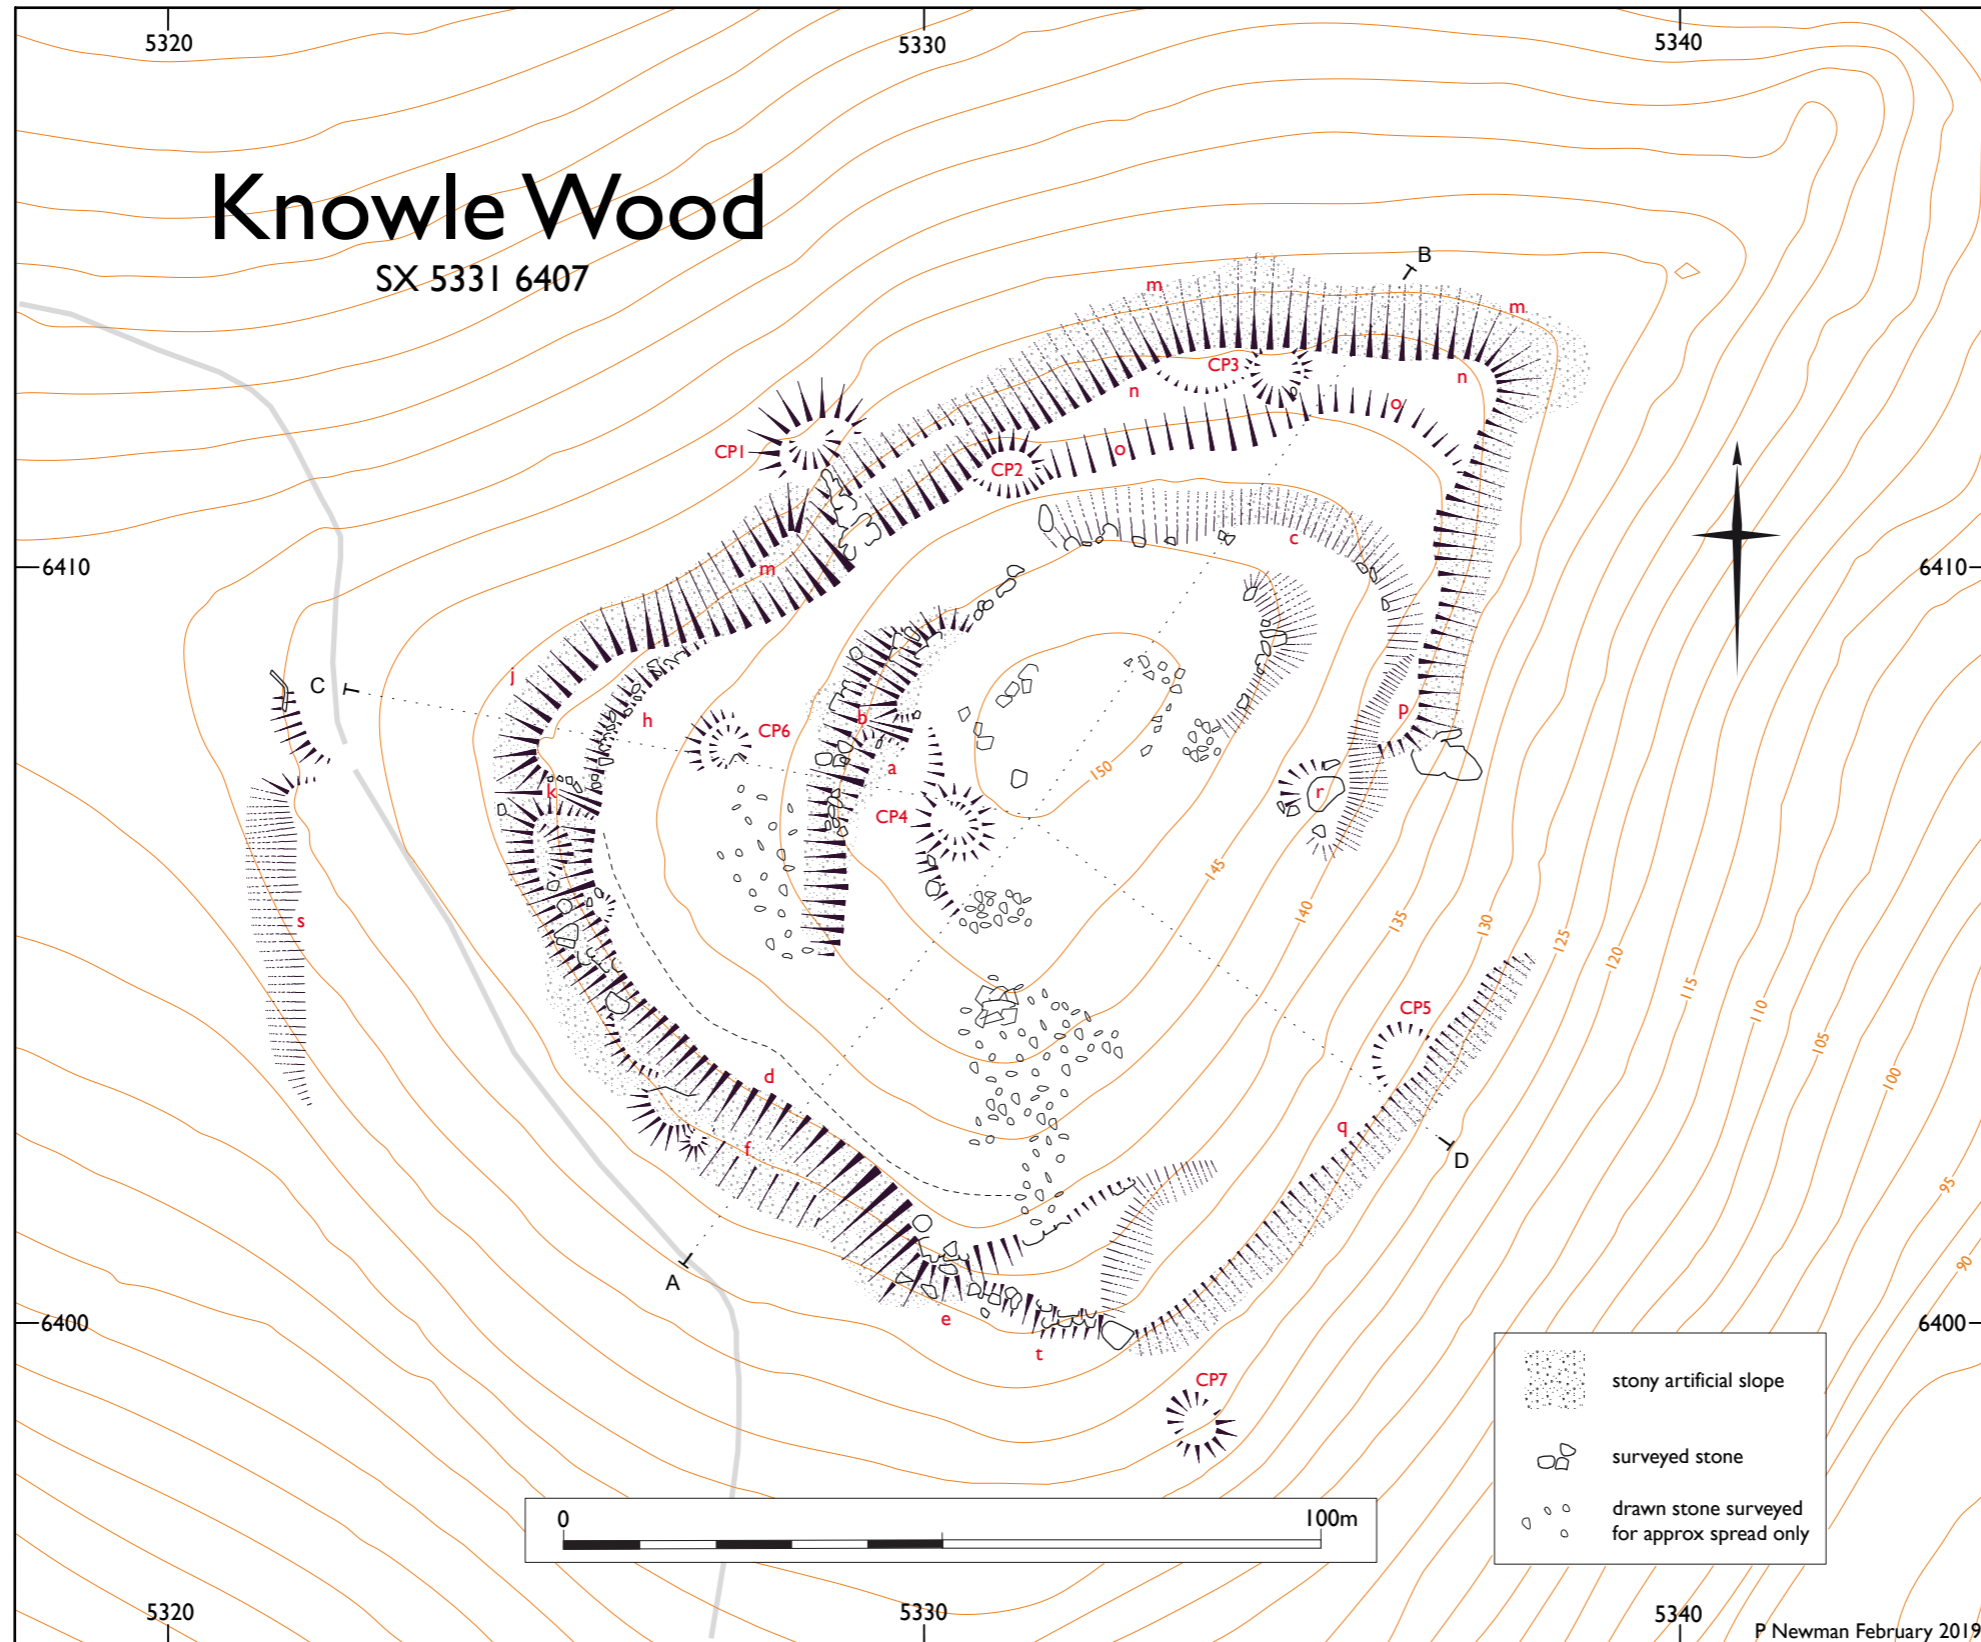 5320
5330
5340
Knowle Wood
SX 5331 6407
B
m
m
CP3
n
n
o
CP1
o
CP2
c
6410
6410
m
j
C
h
p
b
CP6
a
150
k
r
CP4
145
140
135
s
130
125
120
115
CP5
110
105
d
100
q
f
D
95
A
90
e
6400
6400
t
CP7
stony artificial slope
surveyed stone
drawn stone surveyed
for approx spread only
0
100m
5320
5330
5340
P Newman February 2019